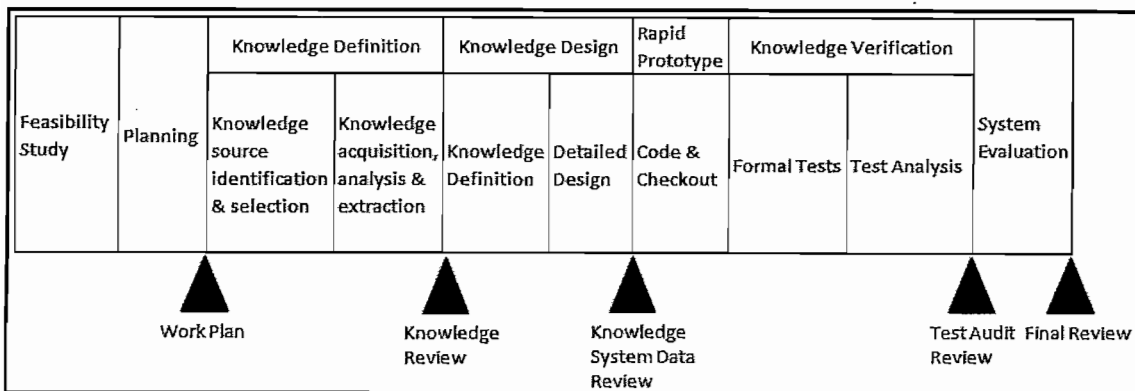 Knowledge Definition
Knowledge Design
Rapid
Prototype
Knowledge Verification
Feasibility
Study
Planning
Knowledge
source
identification
& selection
Knowledge
acquisition,
analysis &
extraction
Knowledge
Definition
Detailed
Design
Code &
Checkout
Formal Tests
Test Analysis
System
Evaluation
Work Plan
Knowledge
Review
Knowledge
System Data
Review
Test Audit
Review
Final Review